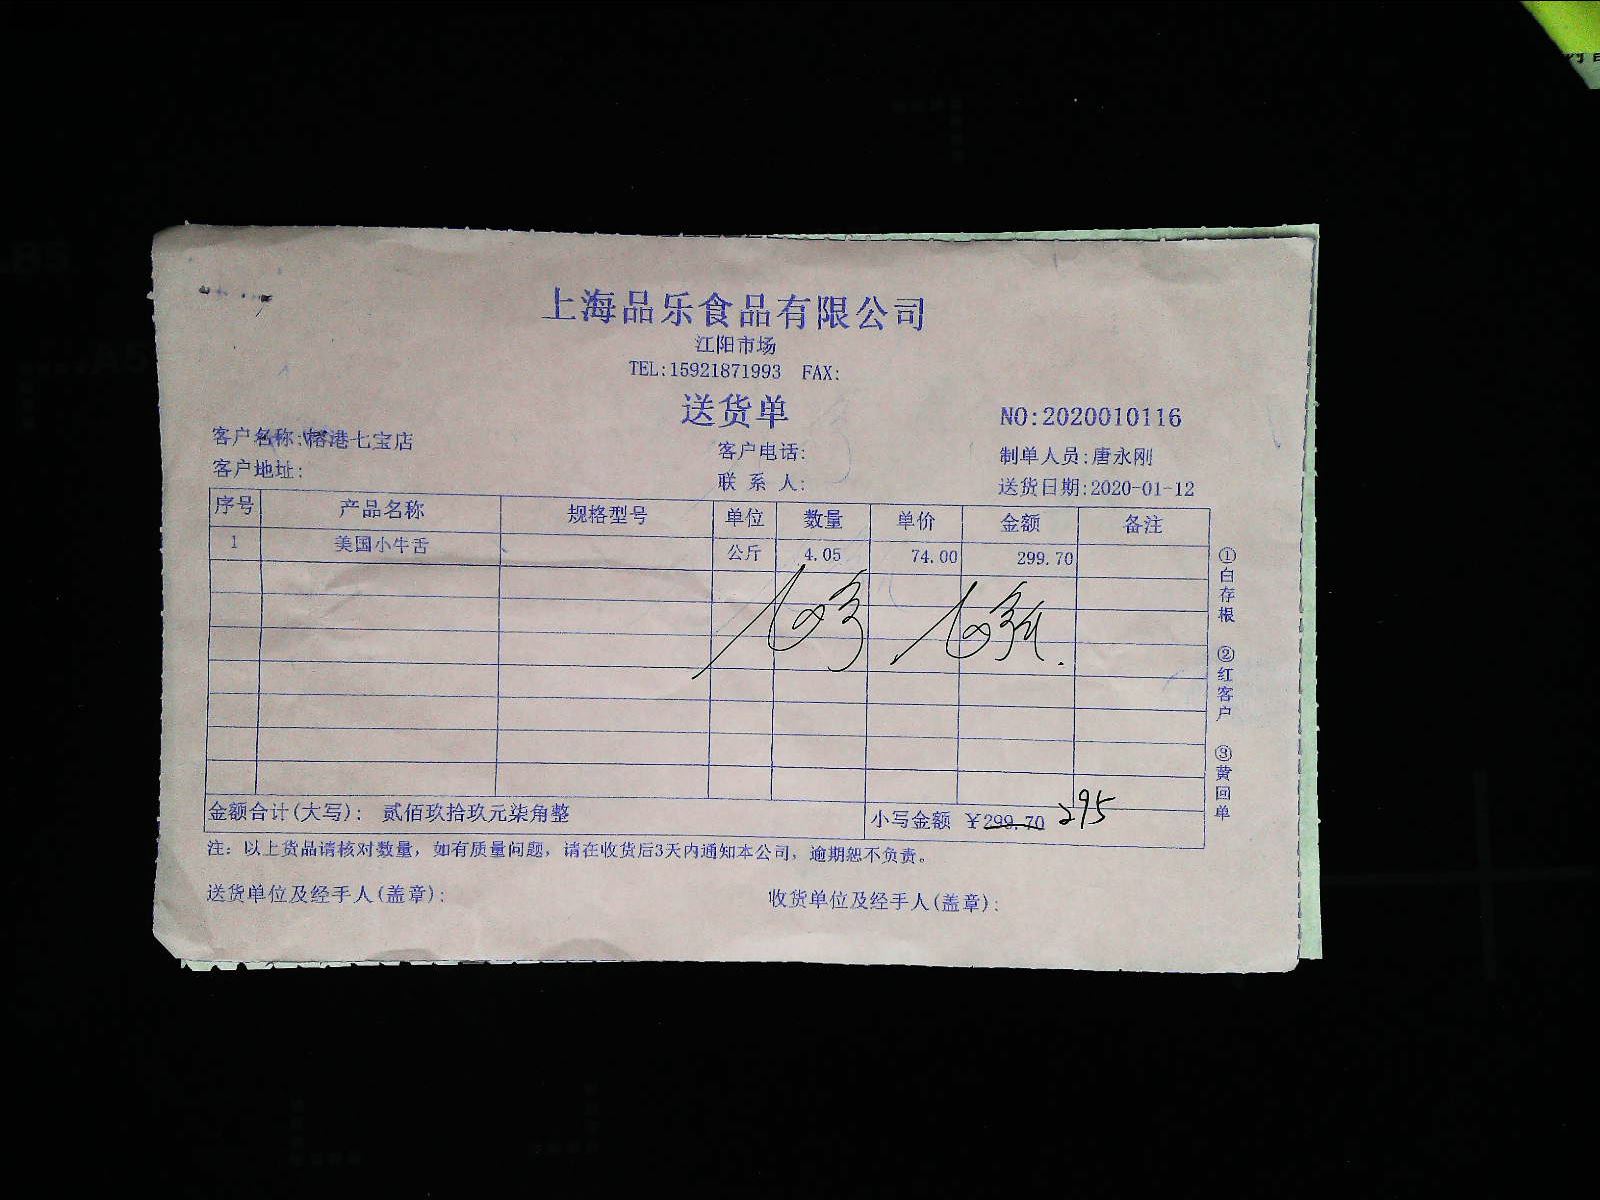 上海品乐食品有限公司
江阳市场
TEL:15921871993 FAX:
送货单
NO:2020010116
客户名称:榕港七宝店
客户电话:
制单人员:唐永刚
客户地址:
联系人:
送货日期:2020-01-12
序号 产品名称 规格型号 单位 数量 单价 金额 备注
1 美国小牛舌 公斤 4.05 74.00 299.70
金额合计(大写): 贰佰玖拾玖元柒角整 小写金额 ¥299.70 295
注: 以上货品请核对数量, 如有质量问题, 请在收货后3天内通知本公司, 逾期恕不负责。
送货单位及经手人(盖章): 收货单位及经手人(盖章):
①白存根 ②红客户 ③黄回单